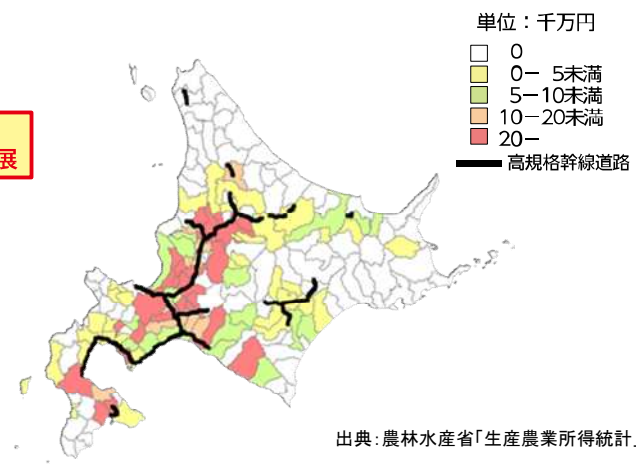 単位：千万円
0
0－ 5未満
5－10未満
10－20未満
20－
高規格幹線道路
展
出典：農林水産省「生産農業所得統計」